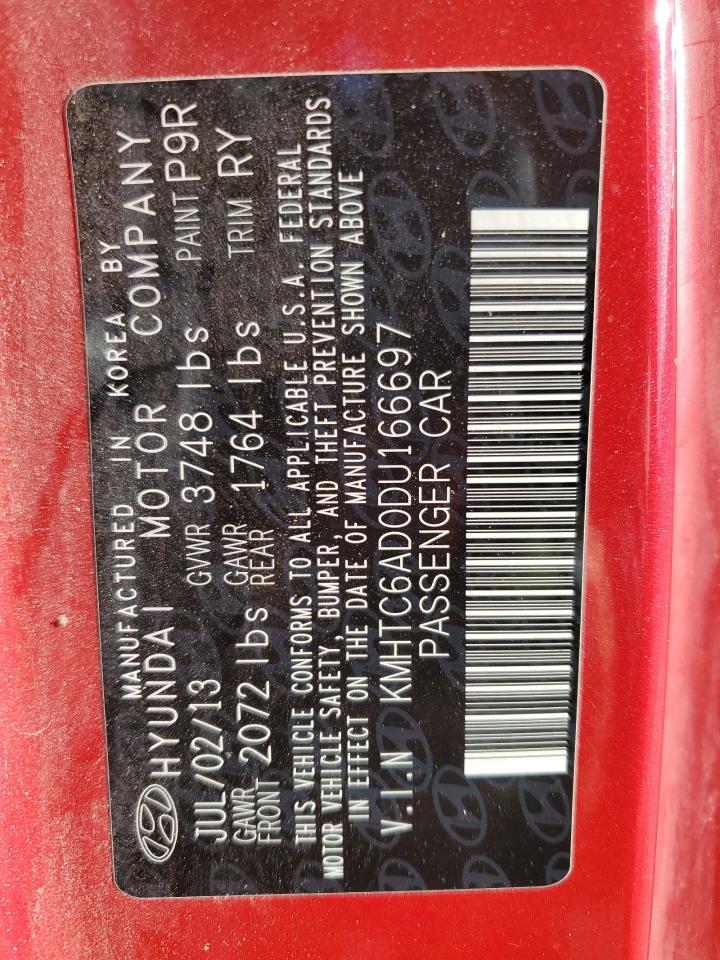 MANUFACTURED IN KOREA BY
HYUNDAI MOTOR COMPANY
JUL/02/13 GVWR 3748 lbs PAINT P9R
GAWR FRONT 2072 lbs GAWR REAR 1764 lbs TRIM RY
THIS VEHICLE CONFORMS TO ALL APPLICABLE U.S.A. FEDERAL
MOTOR VEHICLE SAFETY, BUMPER, AND THEFT PREVENTION STANDARDS
IN EFFECT ON THE DATE OF MANUFACTURE SHOWN ABOVE
V.I.N KMHTC6AD0DU166697
PASSENGER CAR